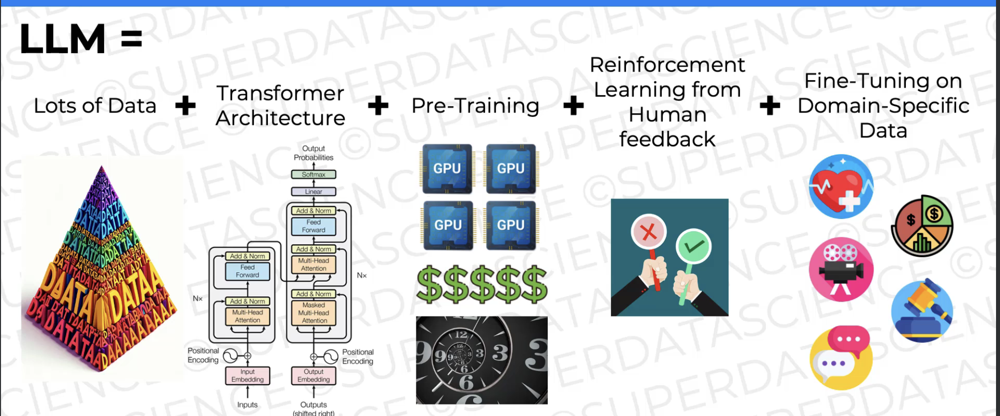 LLM =
Lots of Data
+
Transformer
Architecture
+
Pre-Training
+
Reinforcement
Learning from
Human
feedback
+
Fine-Tuning on
Domain-Specific
Data
Output
Probabilities
Softmax
Linear
Add & Norm
Feed
Forward
Add & Norm
Multi-Head
Attention
Add & Norm
Masked
Multi-Head
Attention
Nx
Add & Norm
Feed
Forward
Add & Norm
Multi-Head
Attention
Nx
Positional
Encoding
Positional
Encoding
Input
Embedding
Output
Embedding
Inputs
Outputs
(shifted right)
GPU GPU
GPU GPU
$$$$$
12
9 3
6
DATA
DATAA
$ $
©SUPERDATASCIENCE